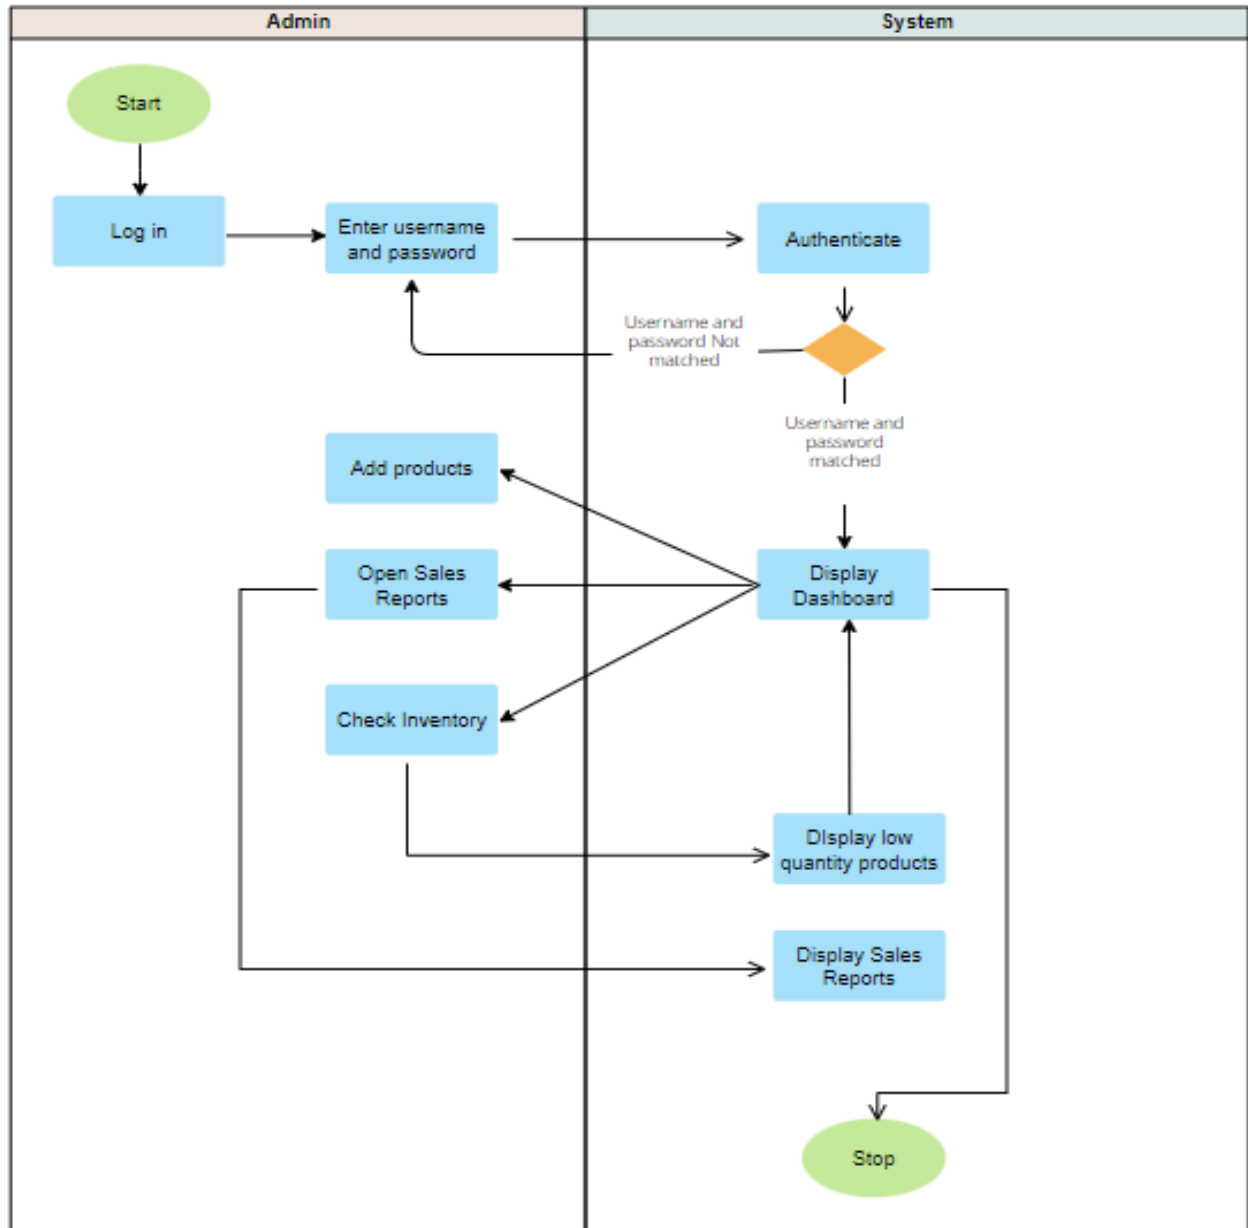 Admin
System
Start
Log in
Enter username
and password
Authenticate
Username and
password Not
matched
Username and
password
matched
Add products
Open Sales
Reports
Display
Dashboard
Check Inventory
DIsplay low
quantity products
Display Sales
Reports
Stop